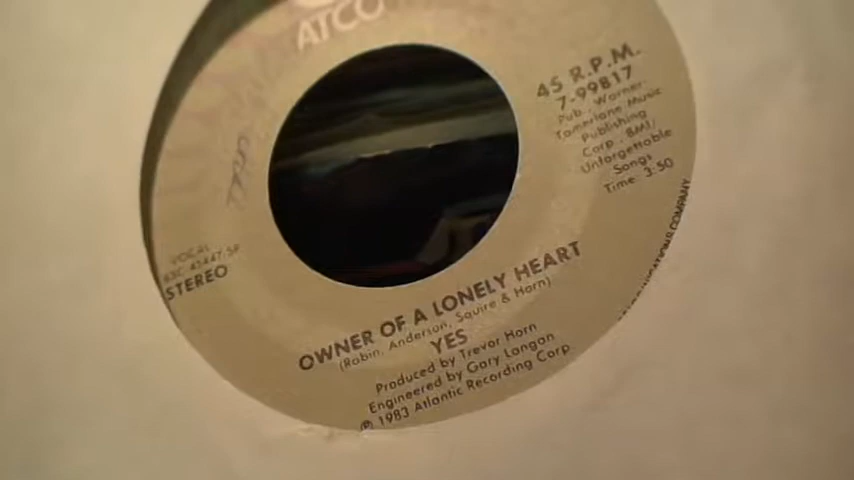 ATCO
45 R.P.M.
7-99817
Pub., Warner-
Tamerlane Music
Publishing
Corp., BMI/
Unforgettable
Songs
Time: 3:50
VOCAL
STEREO
OWNER OF A LONELY HEART
(Rabin, Anderson, Squire & Horn)
YES
Produced by Trevor Horn
Engineered by Gary Langan
℗ 1983 Atlantic Recording Corp.